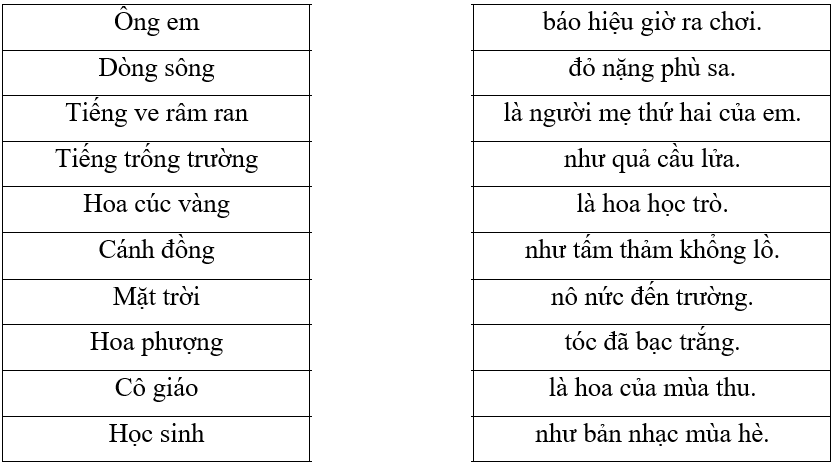 Ông em
báo hiệu giờ ra chơi.
Dòng sông
đỏ nặng phù sa.
Tiếng ve râm ran
là người mẹ thứ hai của em.
Tiếng trống trường
như quả cầu lửa.
Hoa cúc vàng
là hoa học trò.
Cánh đồng
như tấm thảm khổng lồ.
Mặt trời
nô nức đến trường.
Hoa phượng
tóc đã bạc trắng.
Cô giáo
là hoa của mùa thu.
Học sinh
như bản nhạc mùa hè.